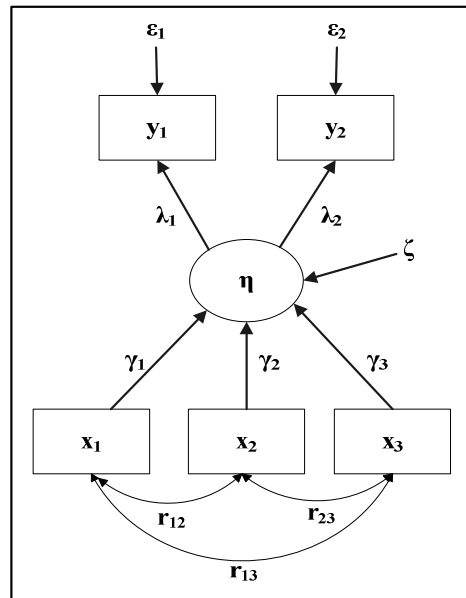 ε₁ ε₂
y₁ y₂
λ₁ λ₂
η ζ
γ₁ γ₂ γ₃
x₁ x₂ x₃
r₁₂ r₂₃
r₁₃